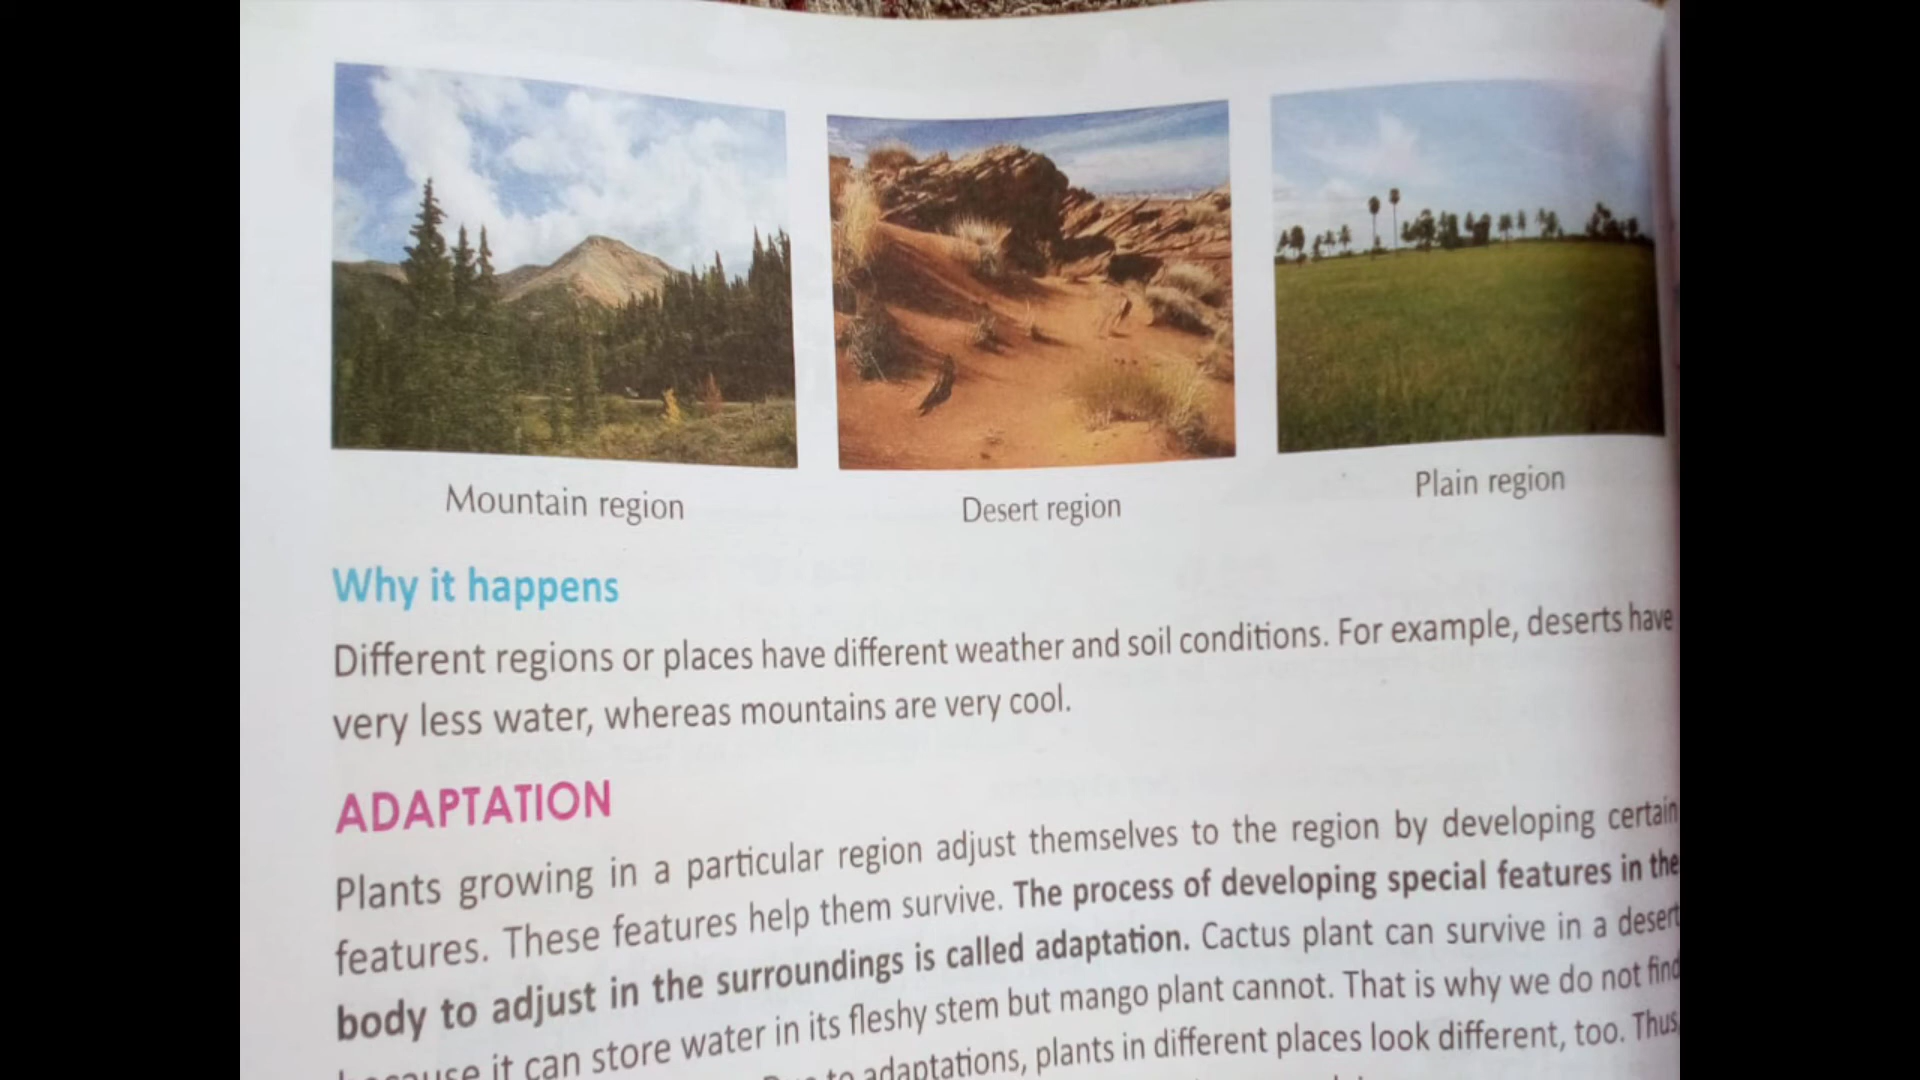 Mountain region
Desert region
Plain region
Why it happens
Different regions or places have different weather and soil conditions. For example, deserts have
very less water, whereas mountains are very cool.
ADAPTATION
Plants growing in a particular region adjust themselves to the region by developing certain
features. These features help them survive. The process of developing special features in the
body to adjust in the surroundings is called adaptation. Cactus plant can survive in a desert
because it can store water in its fleshy stem but mango plant cannot. That is why we do not find
to adaptations, plants in different places look different, too. Thus